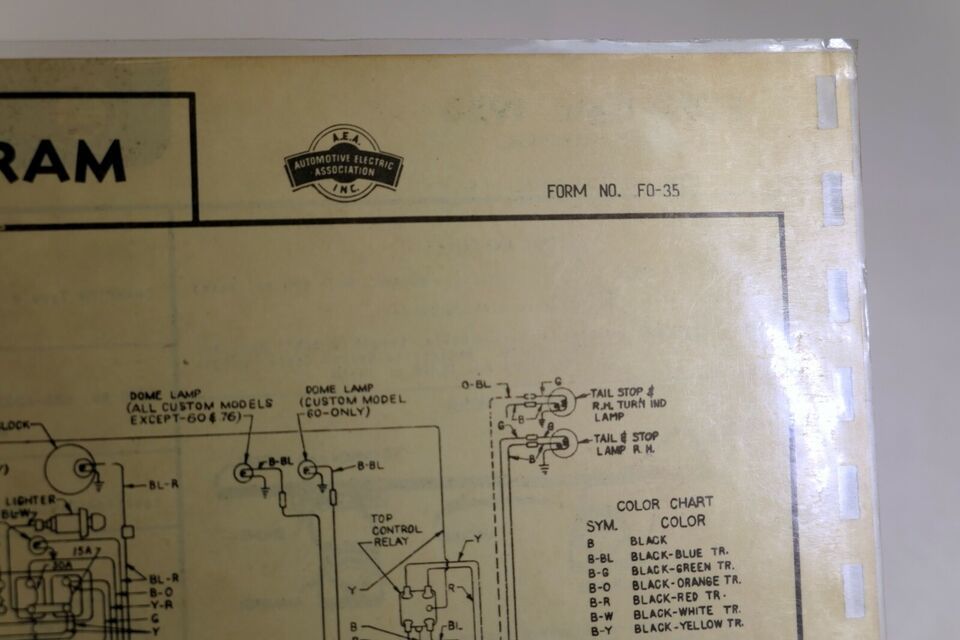 RAM
A.E.A.
AUTOMOTIVE ELECTRIC
ASSOCIATION
INC.
FORM NO. FO-35
DOME LAMP
(ALL CUSTOM MODELS
EXCEPT-60 & 76)
DOME LAMP
(CUSTOM MODEL
60-ONLY)
O-BL
G
B
TAIL STOP &
R.H. TURN IND
LAMP
G
B
B
TAIL & STOP
LAMP R.H.
LOCK
BL-R
B-BL
B-BL
LIGHTER
BL-W
15A
30A
BL-R
B-O
Y-R
G
Y
TOP
CONTROL
RELAY
Y
Y
R
B
BL
COLOR CHART
SYM. COLOR
B BLACK
B-BL BLACK-BLUE TR.
B-G BLACK-GREEN TR.
B-O BLACK-ORANGE TR.
B-R BLACK-RED TR.
B-W BLACK-WHITE TR.
B-Y BLACK-YELLOW TR.